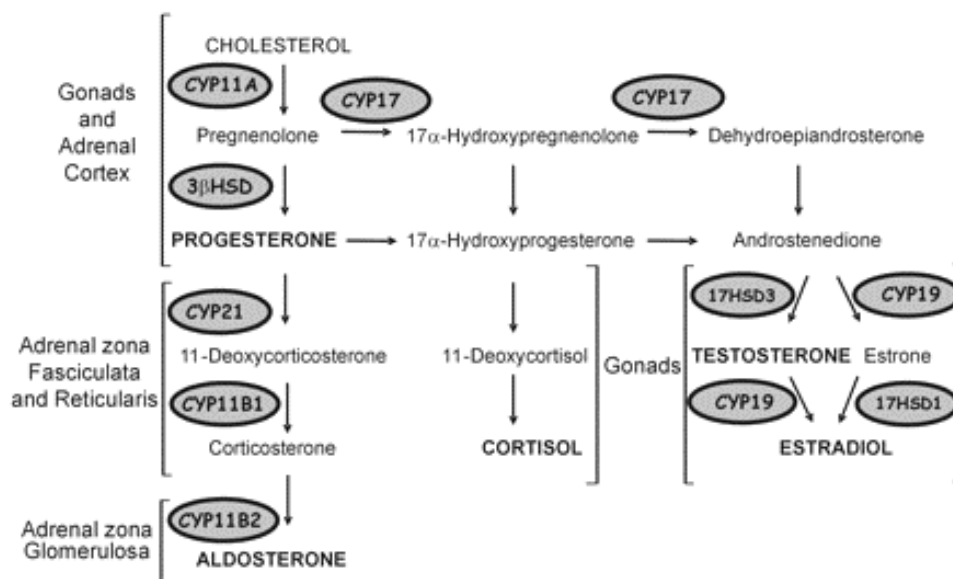 CHOLESTEROL
CYP11A
CYP17
CYP17
Gonads
and
Adrenal
Cortex
Pregnenolone
17α-Hydroxypregnenolone
Dehydroepiandrosterone
3βHSD
PROGESTERONE
17α-Hydroxyprogesterone
Androstenedione
CYP21
17HSD3
CYP19
Adrenal zona
Fasciculata
and Reticularis
11-Deoxycorticosterone
11-Deoxycortisol
Gonads
TESTOSTERONE
Estrone
CYP11B1
CYP19
17HSD1
Corticosterone
CORTISOL
ESTRADIOL
Adrenal zona
Glomerulosa
CYP11B2
ALDOSTERONE